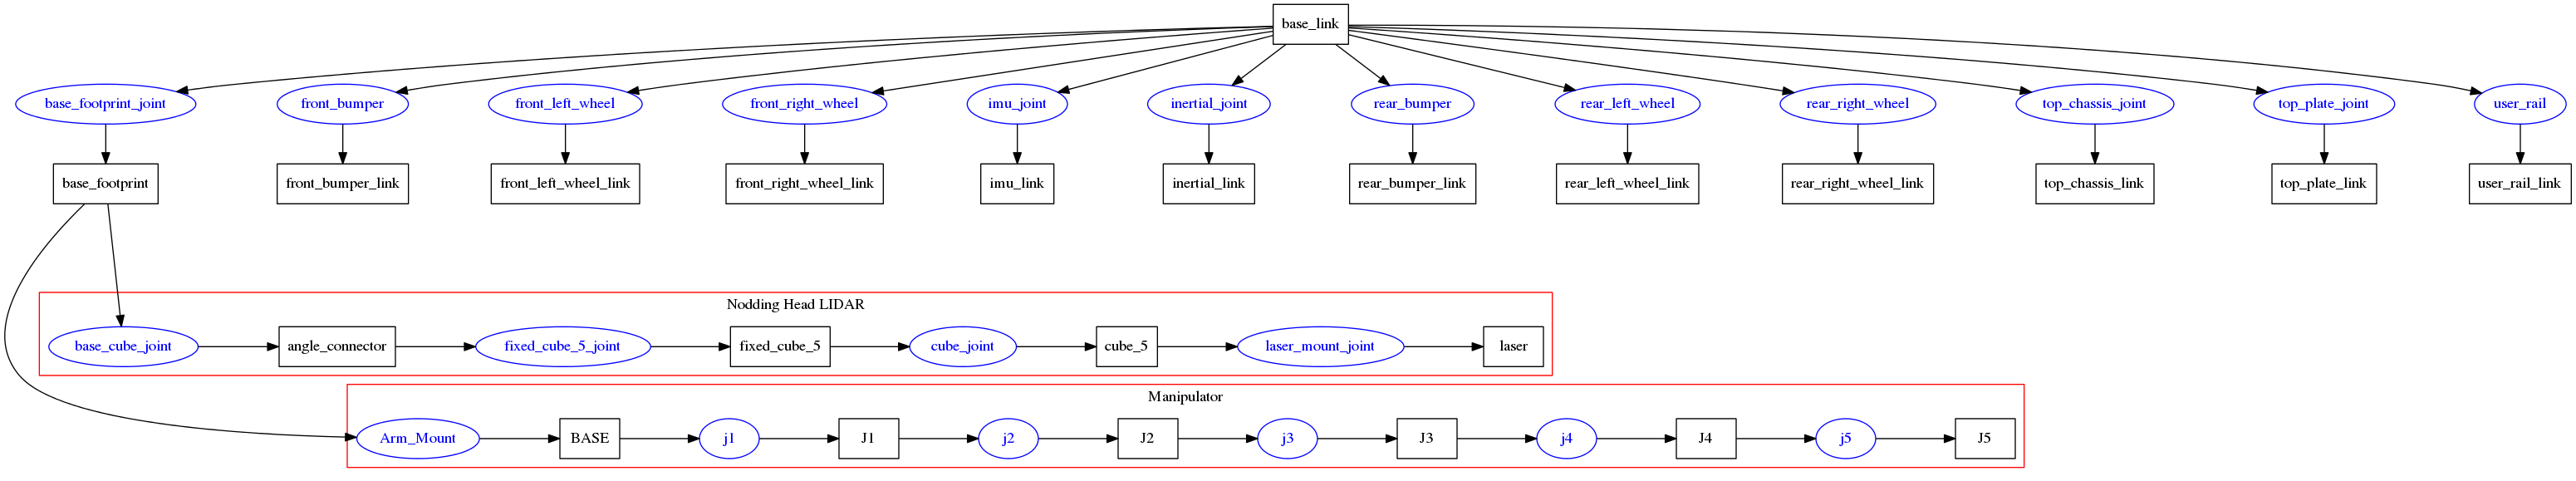 base_link
base_footprint_joint
front_bumper
front_left_wheel
front_right_wheel
imu_joint
inertial_joint
rear_bumper
rear_left_wheel
rear_right_wheel
top_chassis_joint
top_plate_joint
user_rail
base_footprint
front_bumper_link
front_left_wheel_link
front_right_wheel_link
imu_link
inertial_link
rear_bumper_link
rear_left_wheel_link
rear_right_wheel_link
top_chassis_link
top_plate_link
user_rail_link
Nodding Head LIDAR
base_cube_joint
angle_connector
fixed_cube_5_joint
fixed_cube_5
cube_joint
cube_5
laser_mount_joint
laser
Manipulator
Arm_Mount
BASE
j1
J1
j2
J2
j3
J3
j4
J4
j5
J5